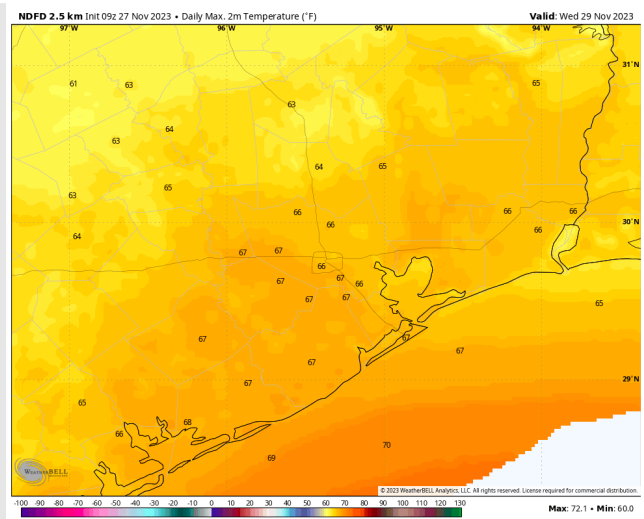 NDFD 2.5 km Init 09z 27 Nov 2023 • Daily Max. 2m Temperature (°F)
Valid: Wed 29 Nov 2023
97°W 96°W 95°W 94°W
31°N
61 63 65
63
64
63
64 65
65
63
66 66 66
30°N
66 66
64
67 67
66
67 67 66
67 67
65
67
67
67
67
29°N
67
65
68
66
70
69
WEATHERBELL
© 2023 WeatherBELL Analytics, LLC. All rights reserved. License required for commercial distribution.
-100 -90 -80 -70 -60 -50 -40 -30 -20 -10 0 10 20 30 40 50 60 70 80 90 100 110 120 130
Max: 72.1 • Min: 60.0